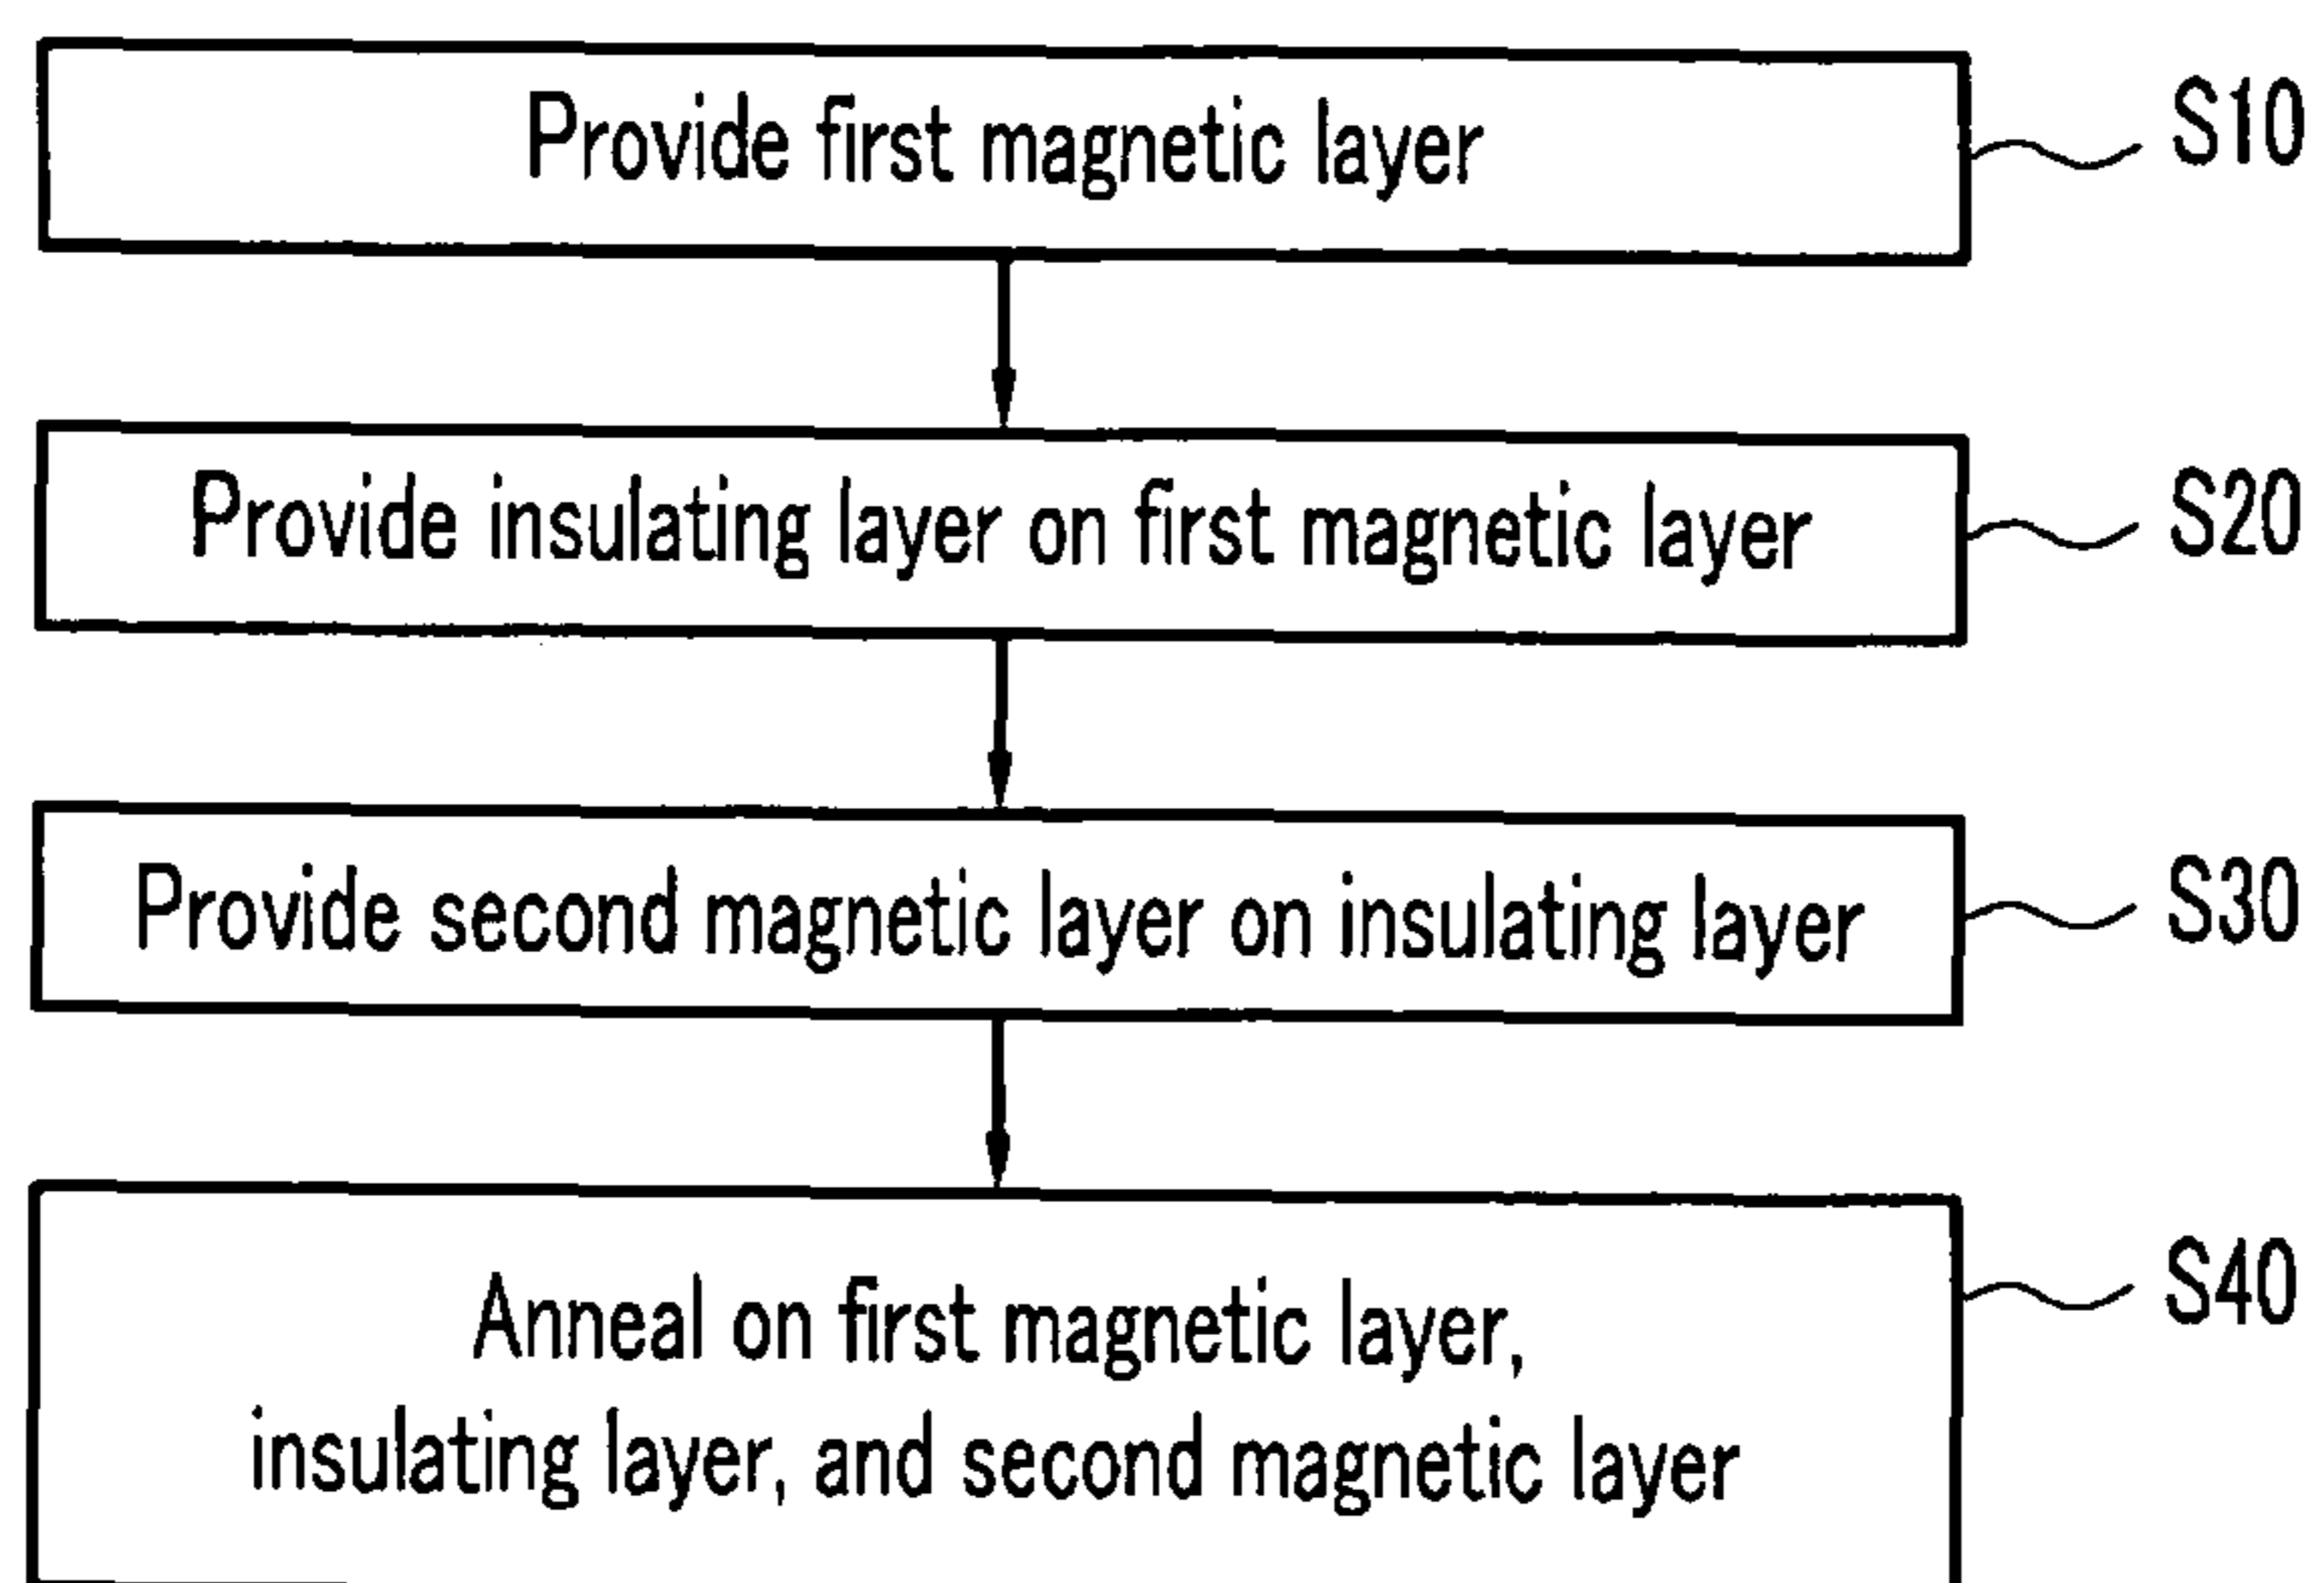 Provide first magnetic layer
S10
Provide insulating layer on first magnetic layer
S20
Provide second magnetic layer on insulating layer
S30
Anneal on first magnetic layer,
S40
insulating layer, and second magnetic layer